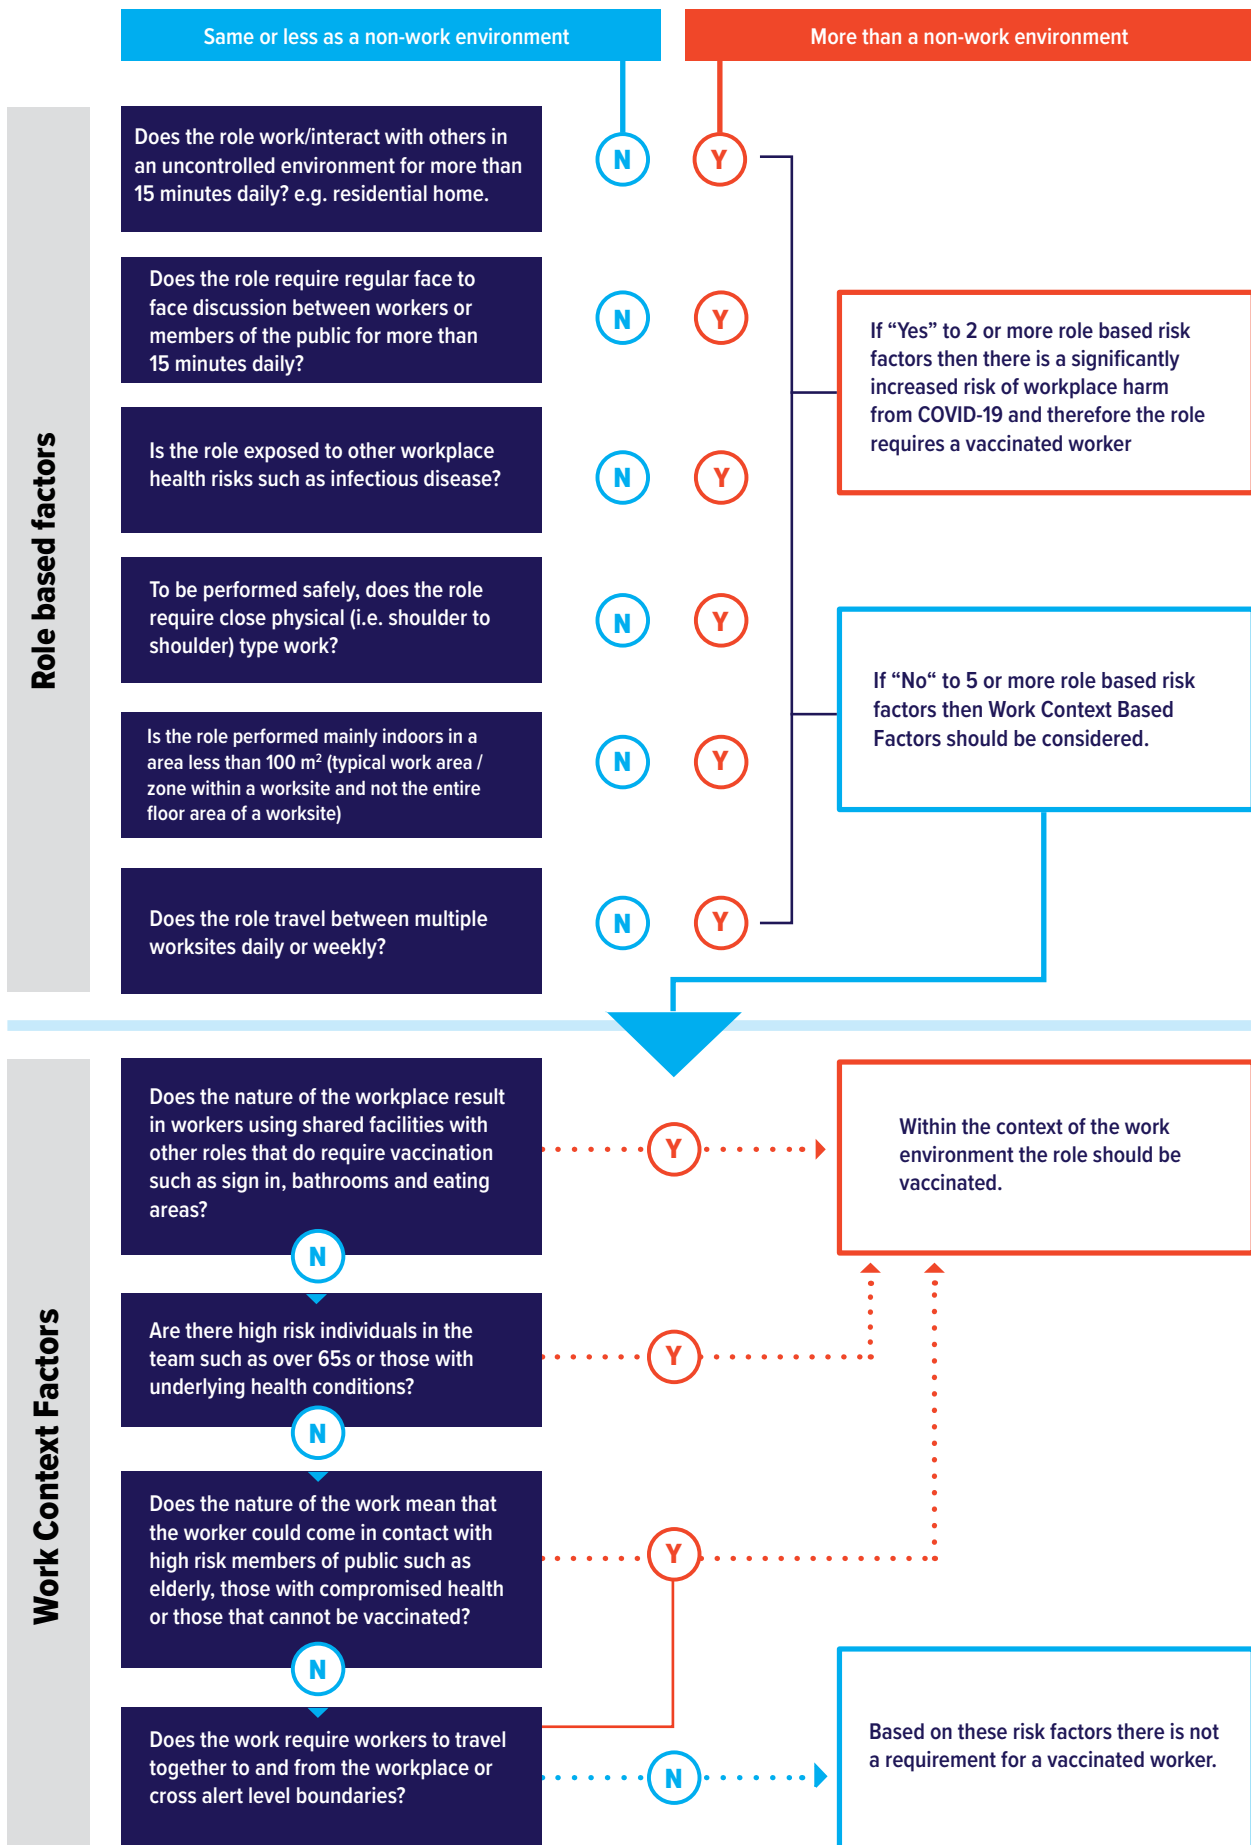 Same or less as a non-work environment
More than a non-work environment
Role based factors
Does the role work/interact with others in
an uncontrolled environment for more than
15 minutes daily? e.g. residential home.
N
Y
Does the role require regular face to
face discussion between workers or
members of the public for more than
15 minutes daily?
N
Y
If “Yes” to 2 or more role based risk
factors then there is a significantly
increased risk of workplace harm
from COVID-19 and therefore the role
requires a vaccinated worker
Is the role exposed to other workplace
health risks such as infectious disease?
N
Y
To be performed safely, does the role
require close physical (i.e. shoulder to
shoulder) type work?
N
Y
If “No“ to 5 or more role based risk
factors then Work Context Based
Factors should be considered.
Is the role performed mainly indoors in a
area less than 100 m² (typical work area /
zone within a worksite and not the entire
floor area of a worksite)
N
Y
Does the role travel between multiple
worksites daily or weekly?
N
Y
Work Context Factors
Does the nature of the workplace result
in workers using shared facilities with
other roles that do require vaccination
such as sign in, bathrooms and eating
areas?
Y
Within the context of the work
environment the role should be
vaccinated.
N
Are there high risk individuals in the
team such as over 65s or those with
underlying health conditions?
Y
N
Does the nature of the work mean that
the worker could come in contact with
high risk members of public such as
elderly, those with compromised health
or those that cannot be vaccinated?
Y
N
Does the work require workers to travel
together to and from the workplace or
cross alert level boundaries?
N
Based on these risk factors there is not
a requirement for a vaccinated worker.